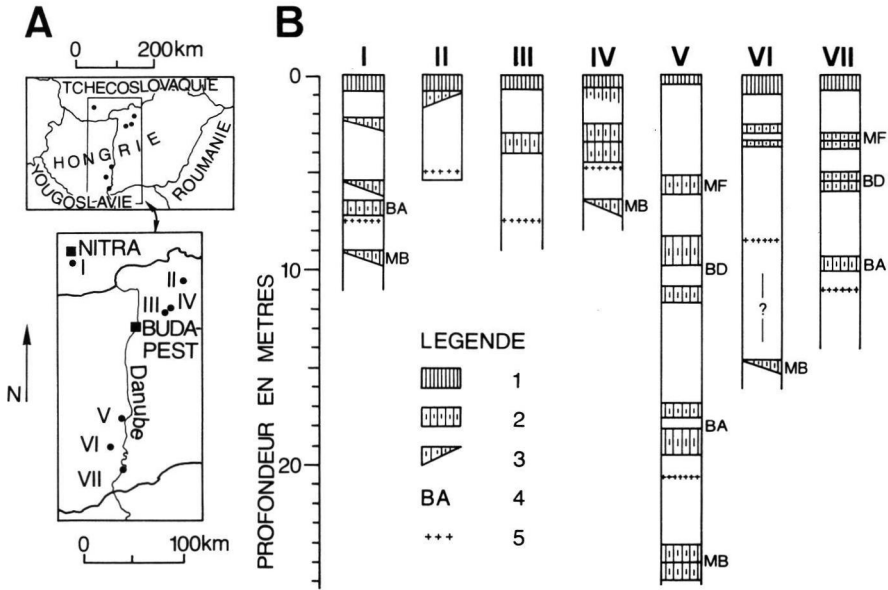 A
0 200km
TCHECOSLOVAQUIE
HONGRIE
ROUMANIE
YOUGOSLAVIE
NITRA
I
II
III IV
BUDA-
PEST
N
Danube
V
VI
VII
0 100km
B
I II III IV V VI VII
PROFONDEUR EN METRES
0
10
20
BA
MB
MB
MF
BD
BA
MB
?
MB
MF
BD
BA
LEGENDE
1
2
3
BA 4
+++ 5